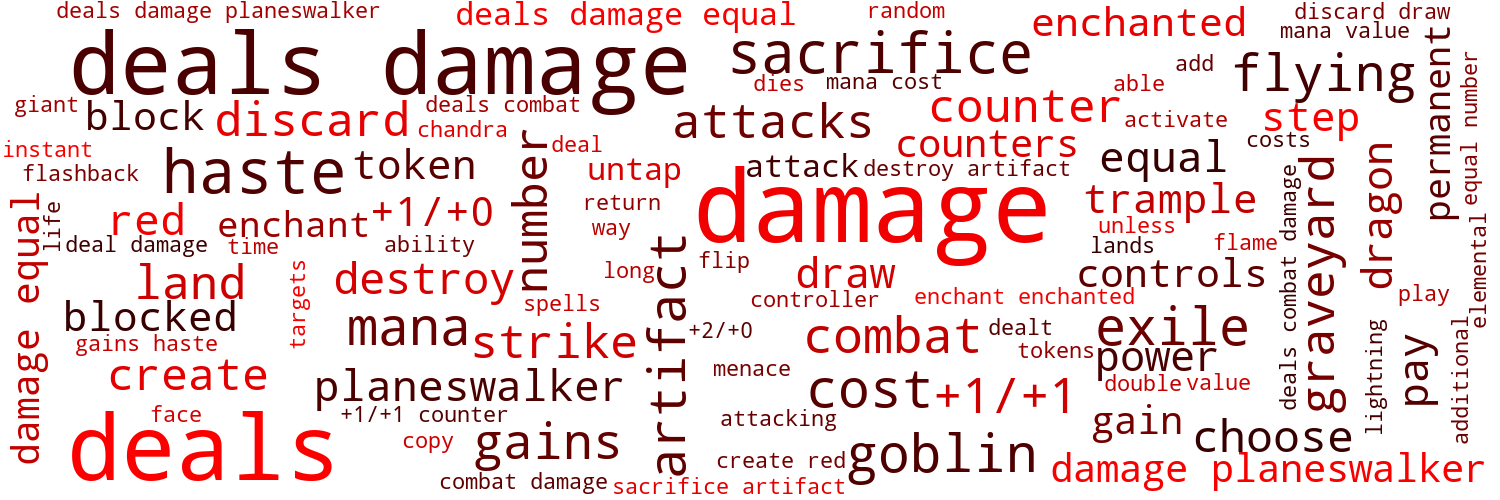 deals damage planeswalker
deals damage equal
random
enchanted
discard draw
mana value
deals damage
sacrifice
add
flying
permanent
equal number
dies
mana cost
able
giant
block
discard
deals combat
chandra
attacks
counter
activate
step
instant
flashback
haste
token
number
deal
untap
attack
counters
destroy artifact
equal
costs
graveyard
dragon
damage equal
life
red
enchant
+1/+0
return
way
damage
trample
unless
deals combat damage
elemental
deal damage
time
ability
lands
flame
land
targets
destroy
long
artifact
flip
draw
controls
play
blocked
spells
controller
enchant enchanted
gains haste
mana
strike
+2/+0
combat
dealt
exile
tokens
power
lightning
pay
additional
create
planeswalker
menace
cost
+1/+1
double
value
deals
face
+1/+1 counter
copy
gains
attacking
goblin
gain
choose
create red
combat damage
sacrifice artifact
damage planeswalker